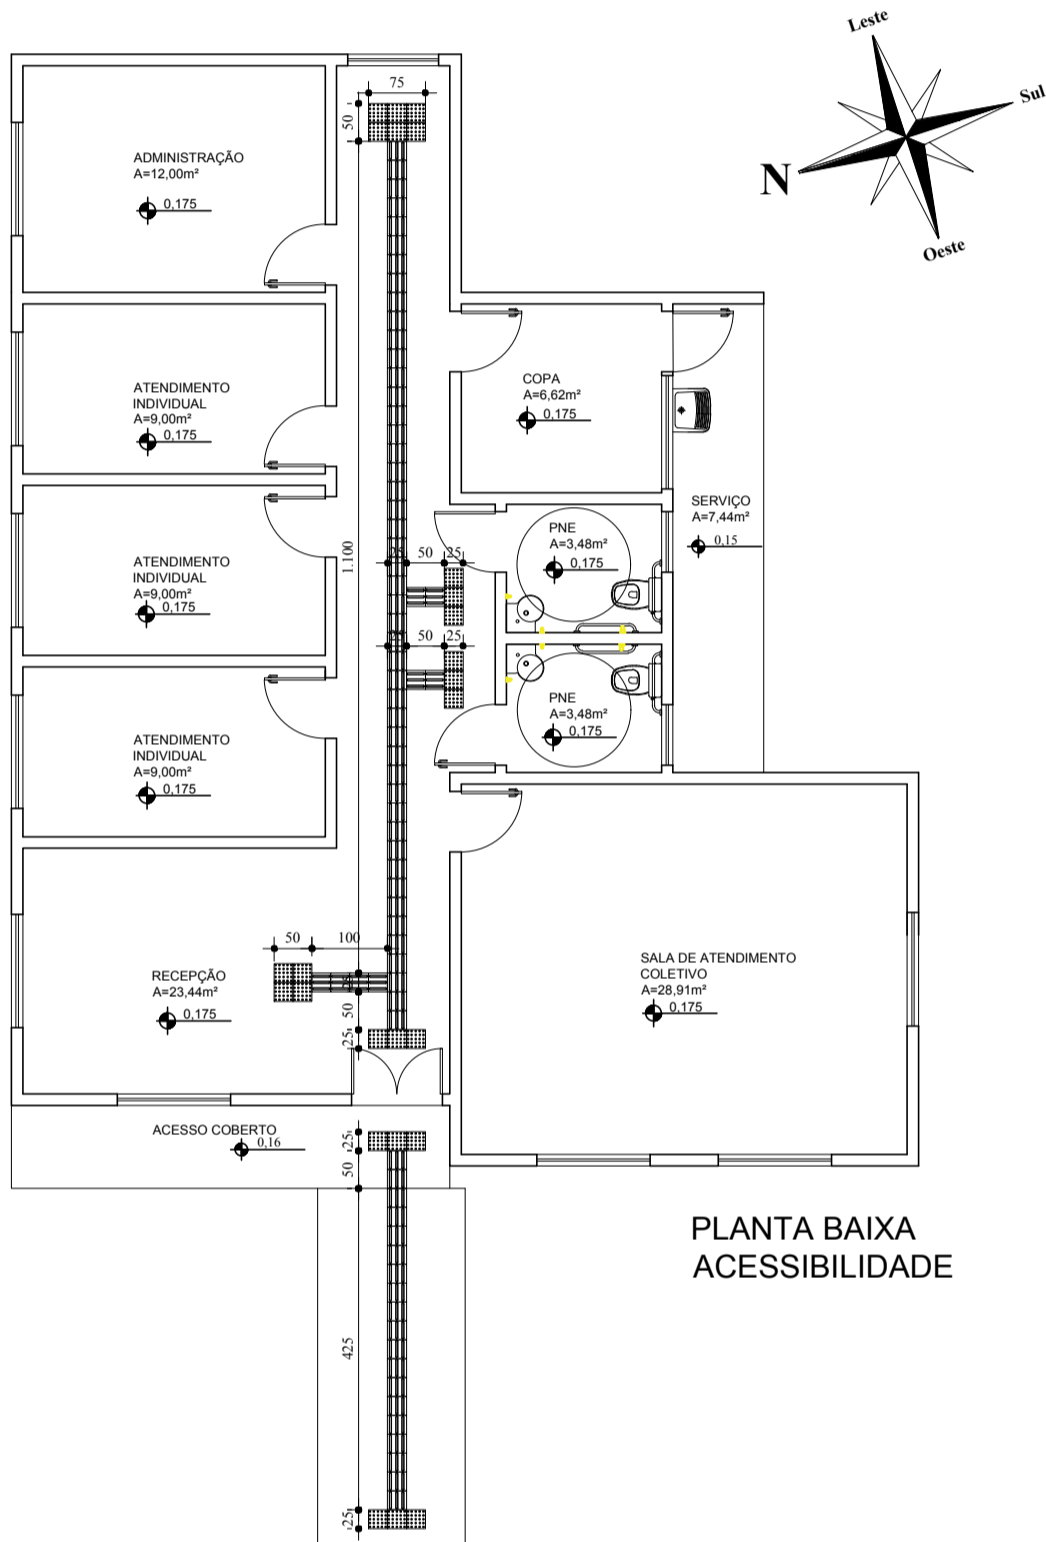 Leste
Sul
N
Oeste
75
50
ADMINISTRAÇÃO
A=12,00m²
0,175
ATENDIMENTO
INDIVIDUAL
A=9,00m²
0,175
COPA
A=6,62m²
0,175
SERVIÇO
A=7,44m²
0,15
1.100
PNE
A=3,48m²
0,175
25 50 25
ATENDIMENTO
INDIVIDUAL
A=9,00m²
0,175
25 50 25
PNE
A=3,48m²
0,175
ATENDIMENTO
INDIVIDUAL
A=9,00m²
0,175
50 100
RECEPÇÃO
A=23,44m²
0,175
25
50
25
SALA DE ATENDIMENTO
COLETIVO
A=28,91m²
0,175
ACESSO COBERTO
0,16
25
50
PLANTA BAIXA
ACESSIBILIDADE
425
25